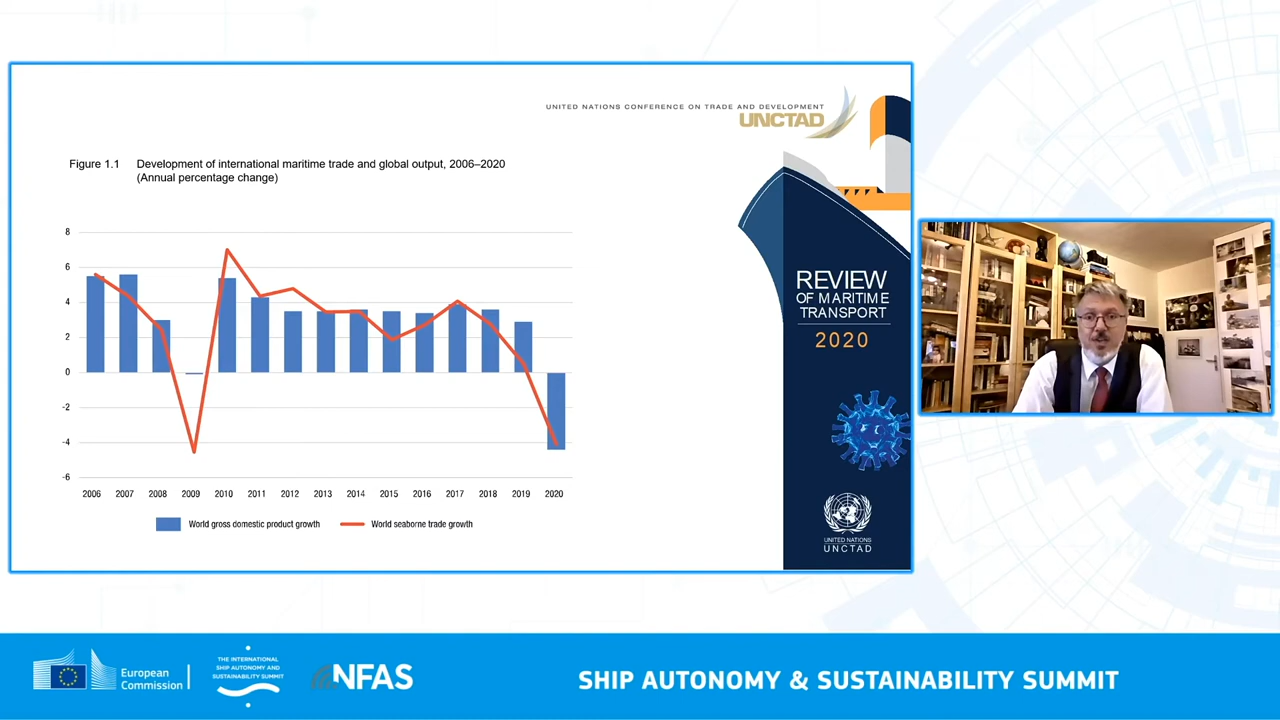 UNITED NATIONS CONFERENCE ON TRADE AND DEVELOPMENT
UNCTAD
Figure 1.1 Development of international maritime trade and global output, 2006–2020
(Annual percentage change)
8
6
4
2
0
-2
-4
-6
2006 2007 2008 2009 2010 2011 2012 2013 2014 2015 2016 2017 2018 2019 2020
World gross domestic product growth World seaborne trade growth
REVIEW
OF MARITIME
TRANSPORT
2020
UNITED NATIONS
UNCTAD
European
Commission
THE INTERNATIONAL
SHIP AUTONOMY AND
SUSTAINABILITY SUMMIT
NFAS
SHIP AUTONOMY & SUSTAINABILITY SUMMIT